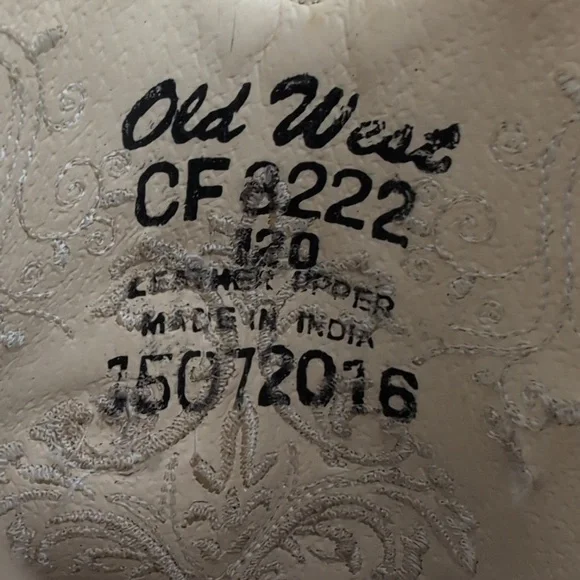 Old West
CF 8222
120
LEATHER UPPER
MADE IN INDIA
15072016